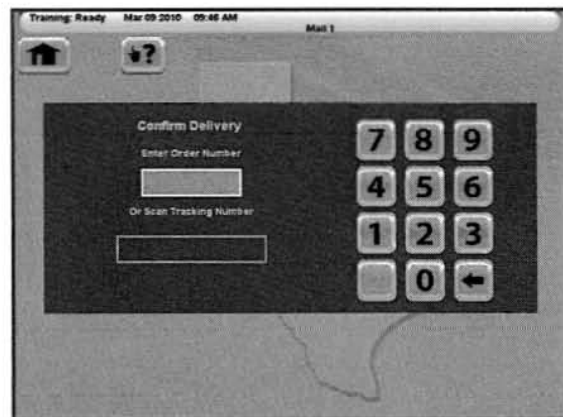 Training: Ready Mar 09 2010 09:46 AM
Mail 1
?
Confirm Delivery
Enter Order Number
Or Scan Tracking Number
7 8 9
4 5 6
1 2 3
0